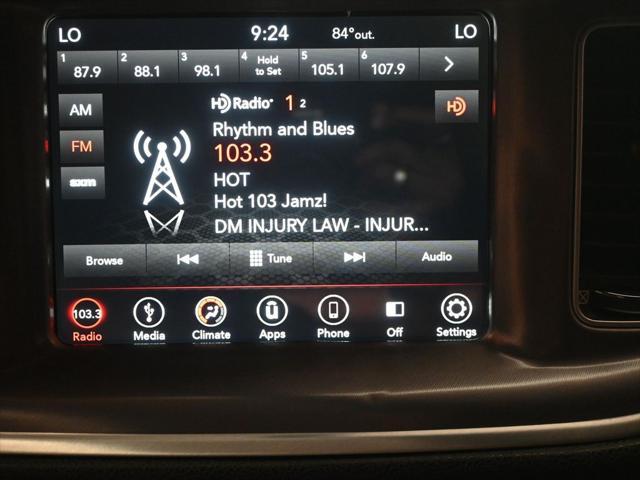 LO 9:24 84°out. LO
1 87.9 2 88.1 3 98.1 4 Hold to Set 5 105.1 6 107.9 >
AM
HD Radio 1 2
HD
Rhythm and Blues
FM
103.3
HOT
SXM
Hot 103 Jamz!
DM INJURY LAW - INJUR...
Browse Tune Audio
103.3
Radio Media Climate Apps Phone Off Settings